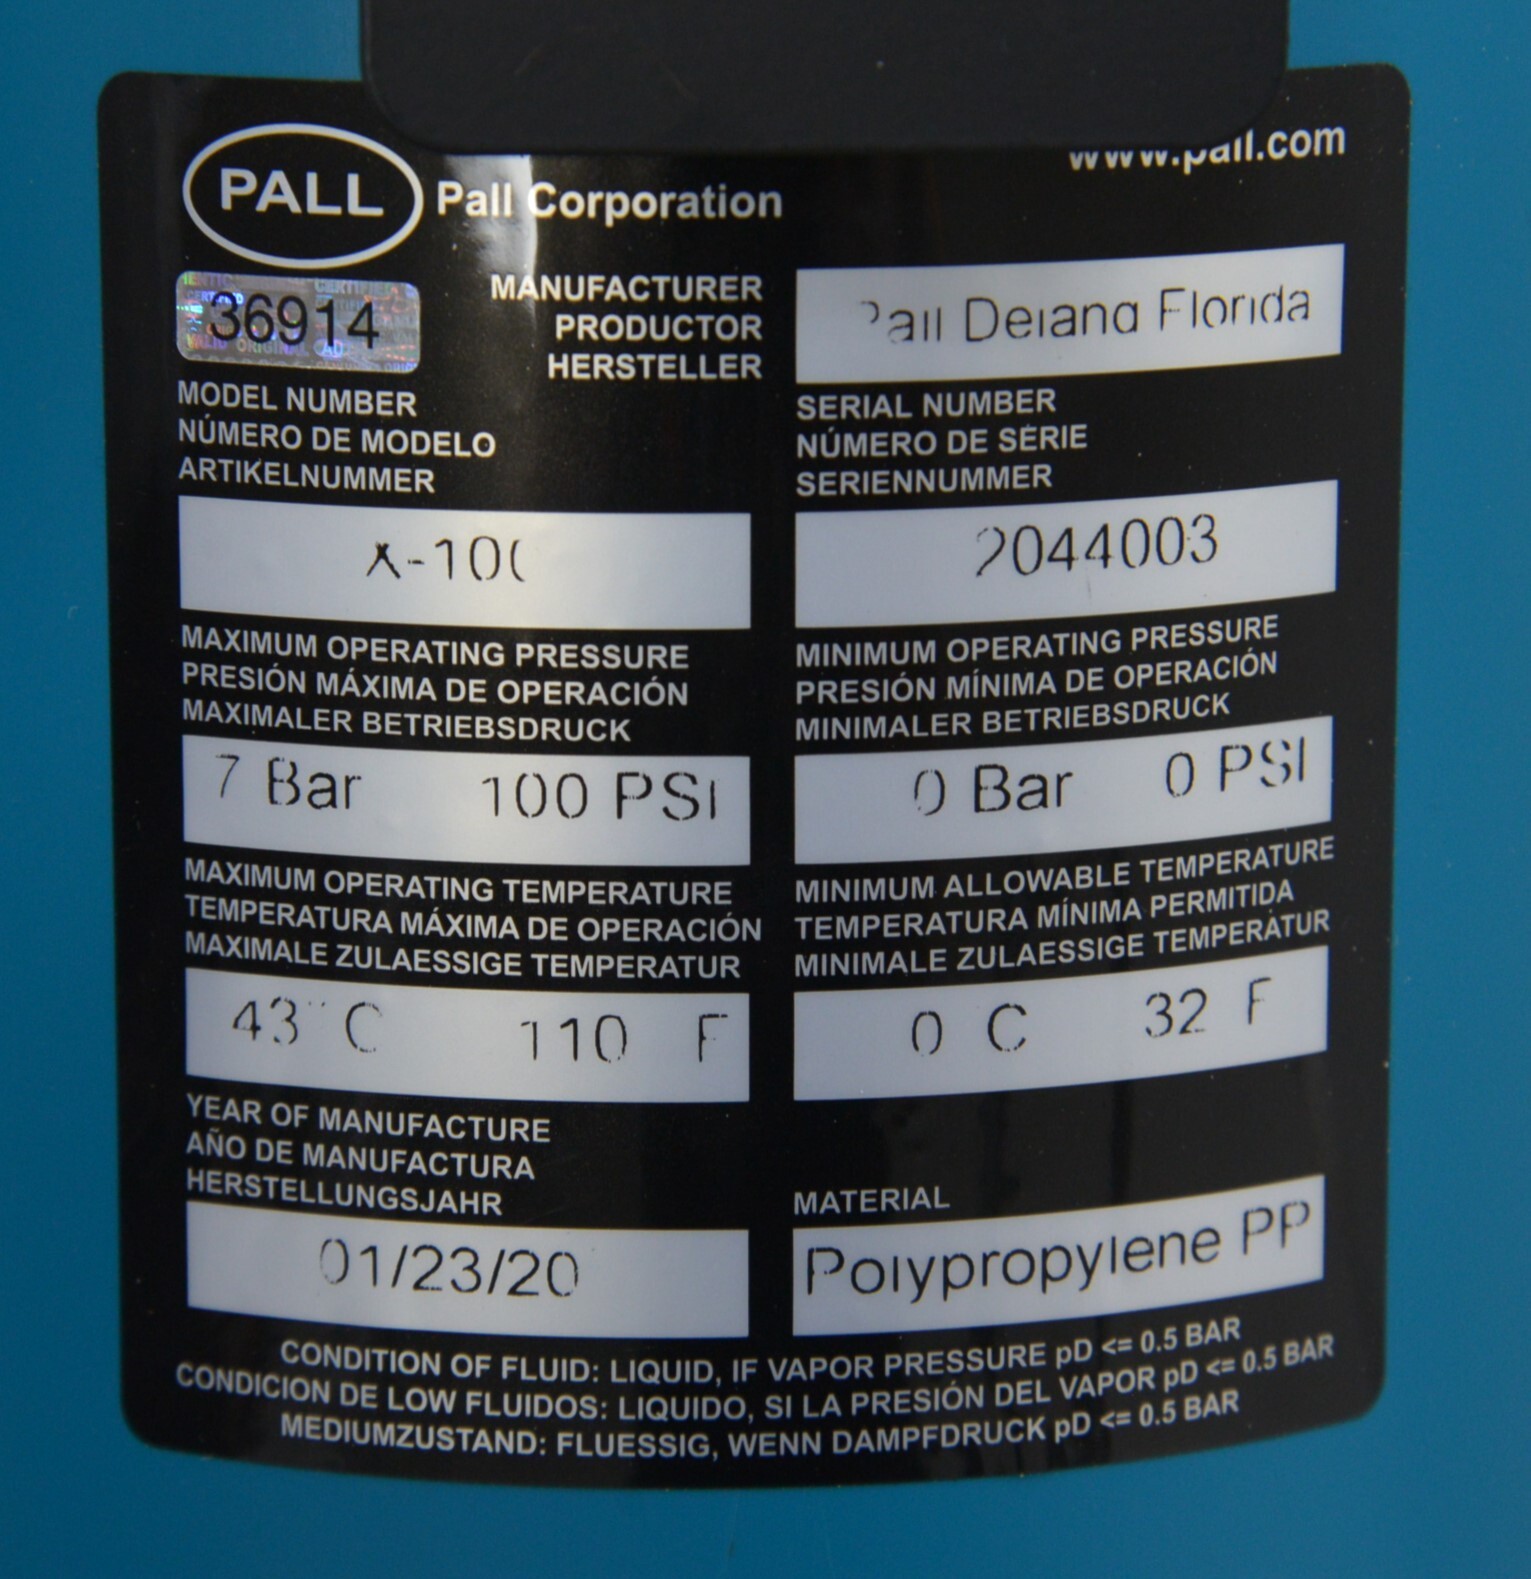 www.pall.com
PALL Pall Corporation
36914
MANUFACTURER
PRODUCTOR
HERSTELLER
Pall Deland Florida
MODEL NUMBER
NÚMERO DE MODELO
ARTIKELNUMMER
SERIAL NUMBER
NÚMERO DE SÉRIE
SERIENNUMMER
X-100
2044003
MAXIMUM OPERATING PRESSURE
PRESIÓN MÁXIMA DE OPERACIÓN
MAXIMALER BETRIEBSDRUCK
MINIMUM OPERATING PRESSURE
PRESIÓN MÍNIMA DE OPERACIÓN
MINIMALER BETRIEBSDRUCK
7 Bar 100 PSI
0 Bar 0 PSI
MAXIMUM OPERATING TEMPERATURE
TEMPERATURA MÁXIMA DE OPERACIÓN
MAXIMALE ZULAESSIGE TEMPERATUR
MINIMUM ALLOWABLE TEMPERATURE
TEMPERATURA MÍNIMA PERMITIDA
MINIMALE ZULAESSIGE TEMPERATUR
43° C 110 F
0 C 32 F
YEAR OF MANUFACTURE
AÑO DE MANUFACTURA
HERSTELLUNGSJAHR
MATERIAL
01/23/20
Polypropylene PP
CONDITION OF FLUID: LIQUID, IF VAPOR PRESSURE pD <= 0.5 BAR
CONDICION DE LOW FLUIDOS: LIQUIDO, SI LA PRESIÓN DEL VAPOR pD <= 0.5 BAR
MEDIUMZUSTAND: FLUESSIG, WENN DAMPFDRUCK pD <= 0.5 BAR